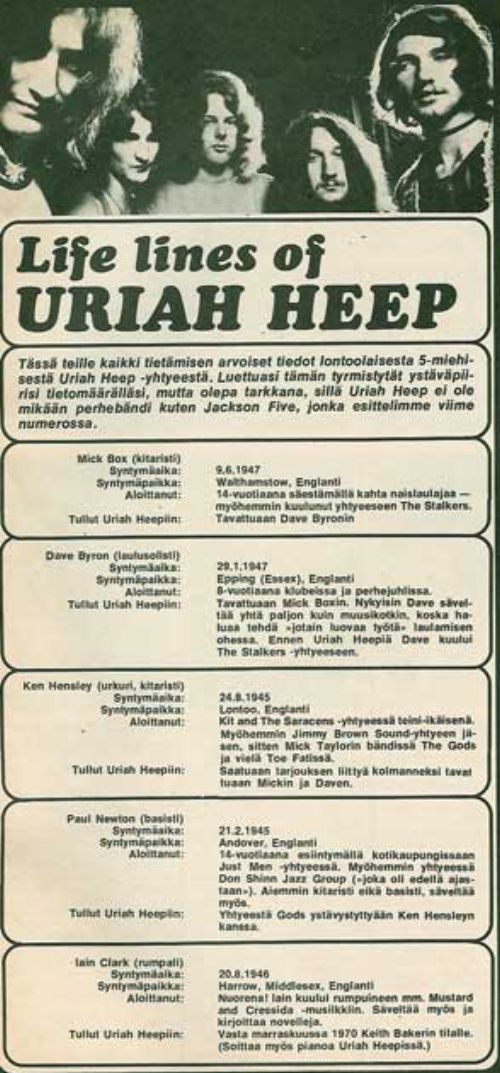 Life lines of
URIAH HEEP
Tässä teille kaikki tietämisen arvoiset tiedot lontoolaisesta 5-miehi-
sestä Uriah Heep -yhtyeestä. Luettuasi tämän tyrmistytät ystäväpii-
risi tietomäärälläsi, mutta olepa tarkkana, sillä Uriah Heep ei ole
mikään perhebändi kuten Jackson Five, jonka esittelimme viime
numerossa.
Mick Box (kitaristi)
Syntymäaika: 9.6.1947
Syntymäpaikka: Walthamstow, Englanti
Aloittanut: 14-vuotiaana säestämällä kahta naislaulajaa —
myöhemmin kuulunut yhtyeeseen The Stalkers.
Tullut Uriah Heepiin: Tavattuaan Dave Byronin
Dave Byron (laulusolisti)
Syntymäaika: 29.1.1947
Syntymäpaikka: Epping (Essex), Englanti
Aloittanut: 8-vuotiaana klubeissa ja perhejuhlissa.
Tullut Uriah Heepiin: Tavattuaan Mick Boxin. Nykyisin Dave sävel-
tää yhtä paljon kuin muusikotkin, koska ha-
luaa tehdä »jotain luovaa työtä» laulamisen
ohessa. Ennen Uriah Heepiä Dave kuului
The Stalkers -yhtyeeseen.
Ken Hensley (urkuri, kitaristi)
Syntymäaika: 24.8.1945
Syntymäpaikka: Lontoo, Englanti
Aloittanut: Kit and The Saracens -yhtyeessä teini-ikäisenä.
Myöhemmin Jimmy Brown Sound-yhtyeen jä-
sen, sitten Mick Taylorin bändissä The Gods
ja vielä Toe Fatissä.
Tullut Uriah Heepiin: Saatuaan tarjouksen liittyä kolmanneksi tavat
tuaan Mickin ja Daven.
Paul Newton (basisti)
Syntymäaika: 21.2.1945
Syntymäpaikka: Andover, Englanti
Aloittanut: 14-vuotiaana esiintymällä kotikaupungissaan
Just Men -yhtyeessä. Myöhemmin yhtyeessä
Don Shinn Jazz Group (»joka oli edellä ajas-
taan»). Aiemmin kitaristi eikä basisti, säveltää
myös.
Tullut Uriah Heepiin: Yhtyeestä Gods ystävystyttyään Ken Hensleyn
kanssa.
Iain Clark (rumpali)
Syntymäaika: 20.8.1946
Syntymäpaikka: Harrow, Middlesex, Englanti
Aloittanut: Nuorena! Iain kuului rumpuineen mm. Mustard
and Cressida -musiikkiin. Säveltää myös ja
kirjoittaa novelleja.
Tullut Uriah Heepiin: Vasta marraskuussa 1970 Keith Bakerin tilalle.
(Soittaa myös pianoa Uriah Heepissä.)